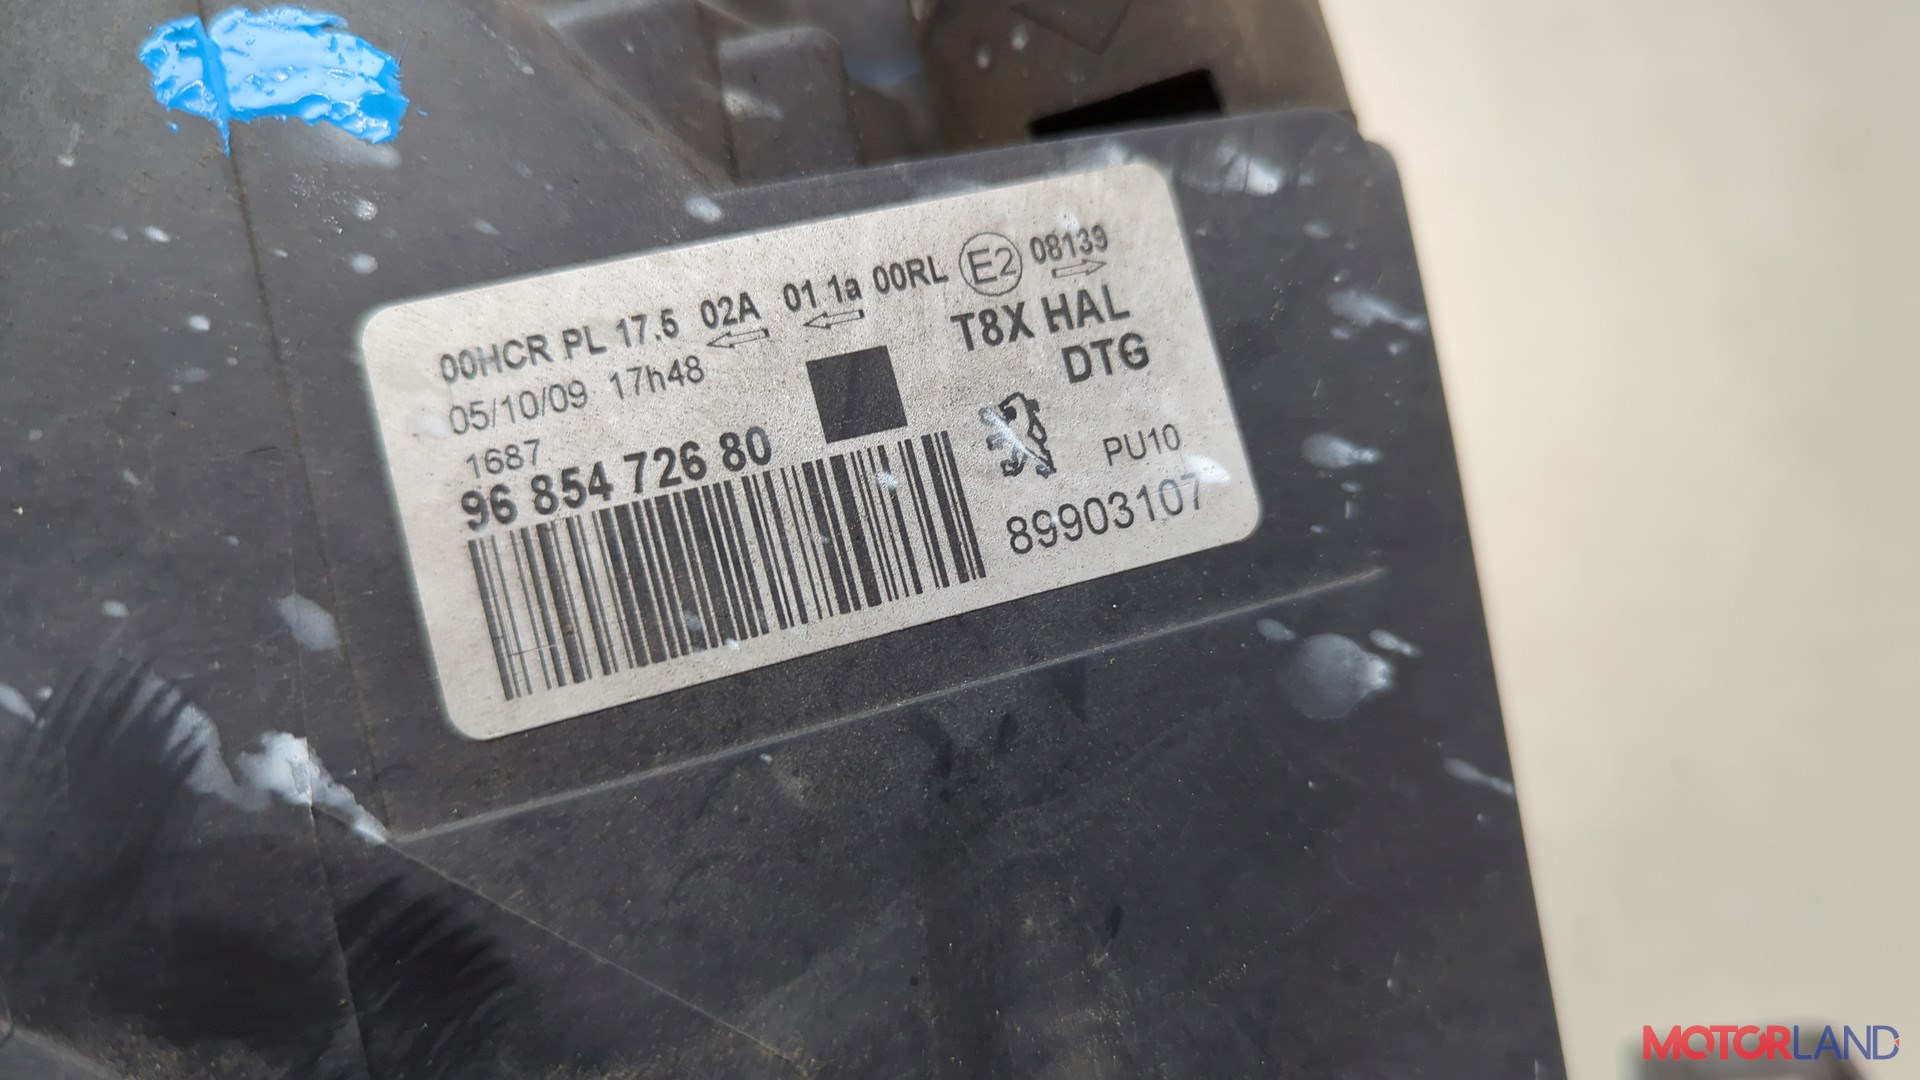 00HCR PL 17.5 02A 01 1a 00RL E2 08139
05/10/09 17h48
T8X HAL
DTG
1687
96 854 726 80
PU10
89903107
MOTORLAND